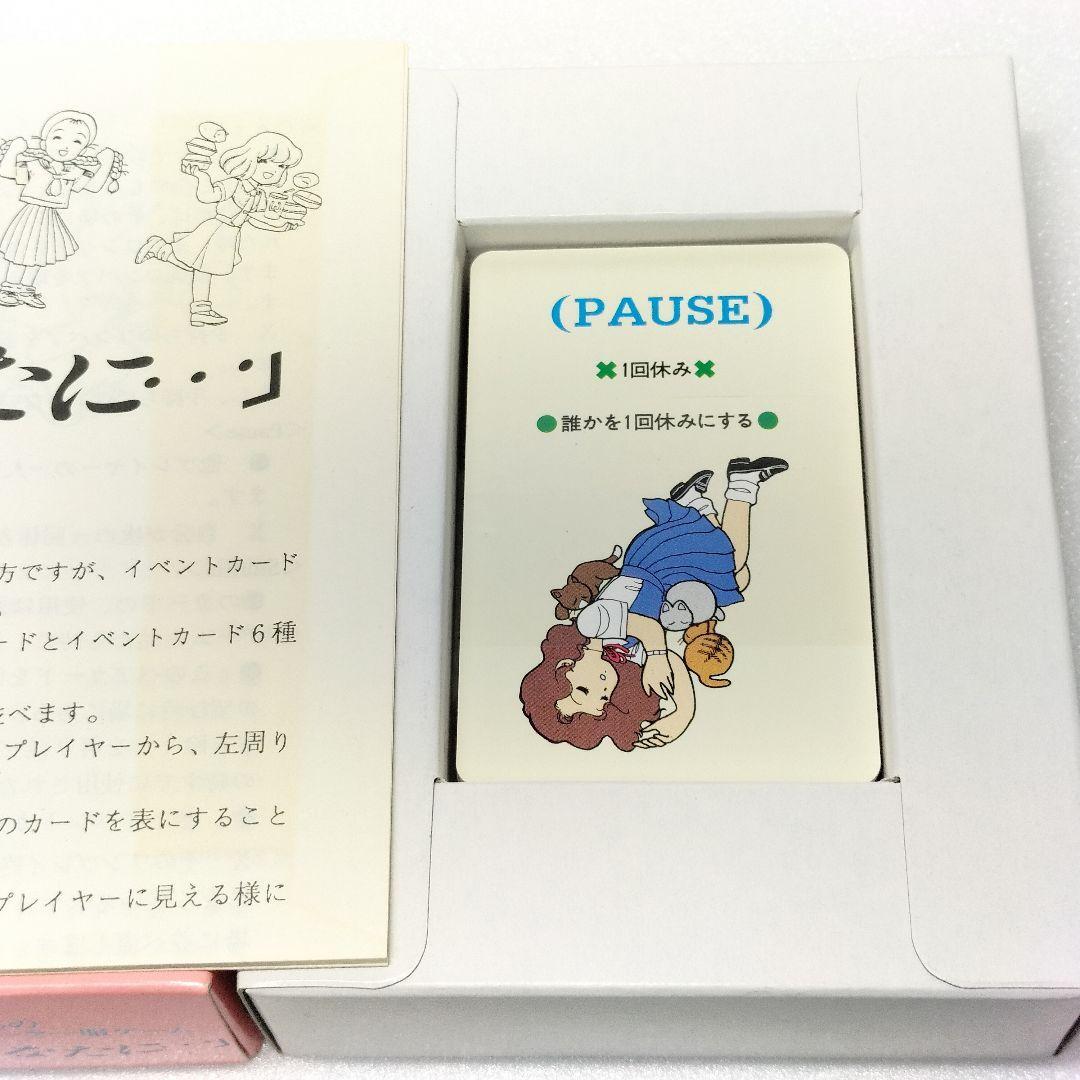 たに・・・」
方ですが、イベントカード
ードとイベントカード6種
べます。
プレイヤーから、左周り
のカードを表にすること
プレイヤーに見える様に
(PAUSE)
✖1回休み✖
●誰かを1回休みにする●
なたに・・・」